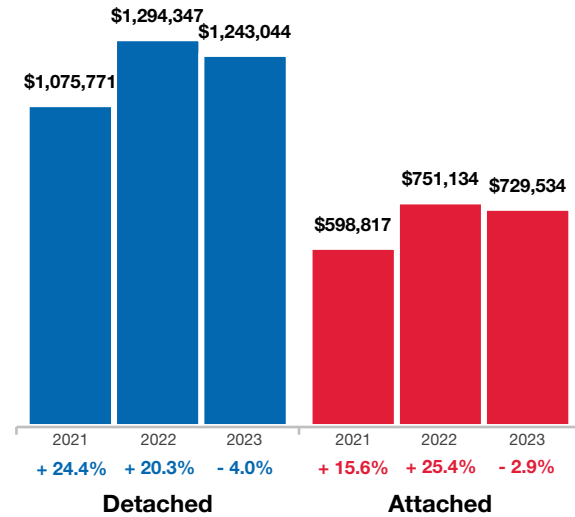 $1,294,347
$1,243,044
$1,075,771
$751,134
$729,534
$598,817
2021 2022 2023 2021 2022 2023
+ 24.4% + 20.3% - 4.0% + 15.6% + 25.4% - 2.9%
Detached Attached